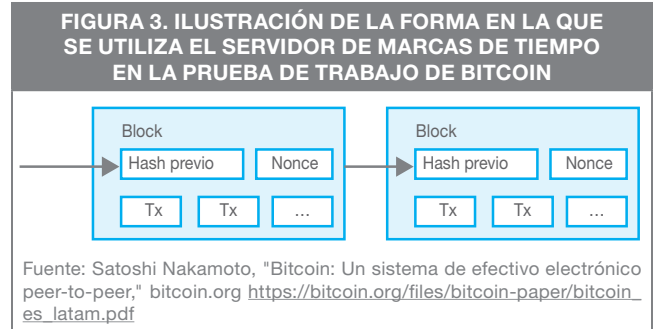 FIGURA 3. ILUSTRACIÓN DE LA FORMA EN LA QUE
SE UTILIZA EL SERVIDOR DE MARCAS DE TIEMPO
EN LA PRUEBA DE TRABAJO DE BITCOIN
Block
Hash previo Nonce
Tx Tx ...
Block
Hash previo Nonce
Tx Tx ...
Fuente: Satoshi Nakamoto, "Bitcoin: Un sistema de efectivo electrónico
peer-to-peer," bitcoin.org https://bitcoin.org/files/bitcoin-paper/bitcoin_
es_latam.pdf